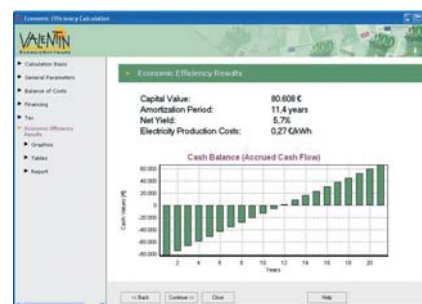 Economic Efficiency Calculation
VALENTIN
ENERGIESOFTWARE
Calculation Basis
General Parameters
Balance of Costs
Financing
Tax
Economic Efficiency
Results
Graphics
Tables
Report
Economic Efficiency Results
Capital Value: 80.608 €
Amortization Period: 11,4 years
Net Yield: 5,7%
Electricity Production Costs: 0,27 €/kWh
Cash Balance (Accrued Cash Flow)
Cash Values [€]
60.000
40.000
20.000
0
-20.000
-40.000
-60.000
-80.000
2 4 6 8 10 12 14 16 18 20
Years
<< Back
Continue >>
Close
Help